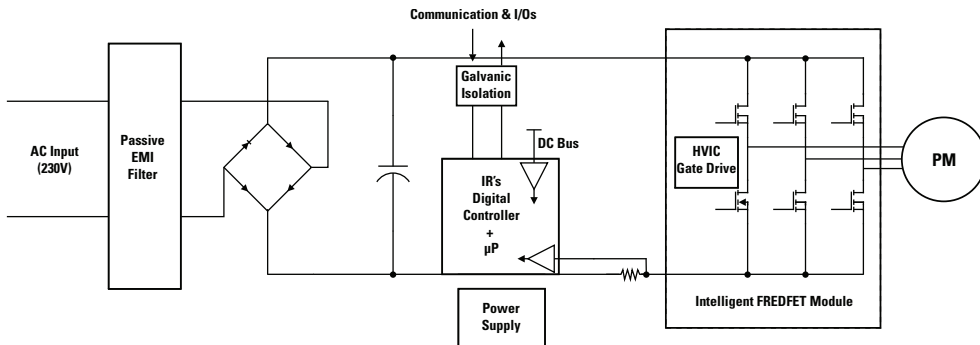 Communication & I/Os
AC Input
(230V)
Passive
EMI
Filter
Galvanic
Isolation
DC Bus
IR's
Digital
Controller
+
µP
Power
Supply
HVIC
Gate Drive
PM
Intelligent FREDFET Module